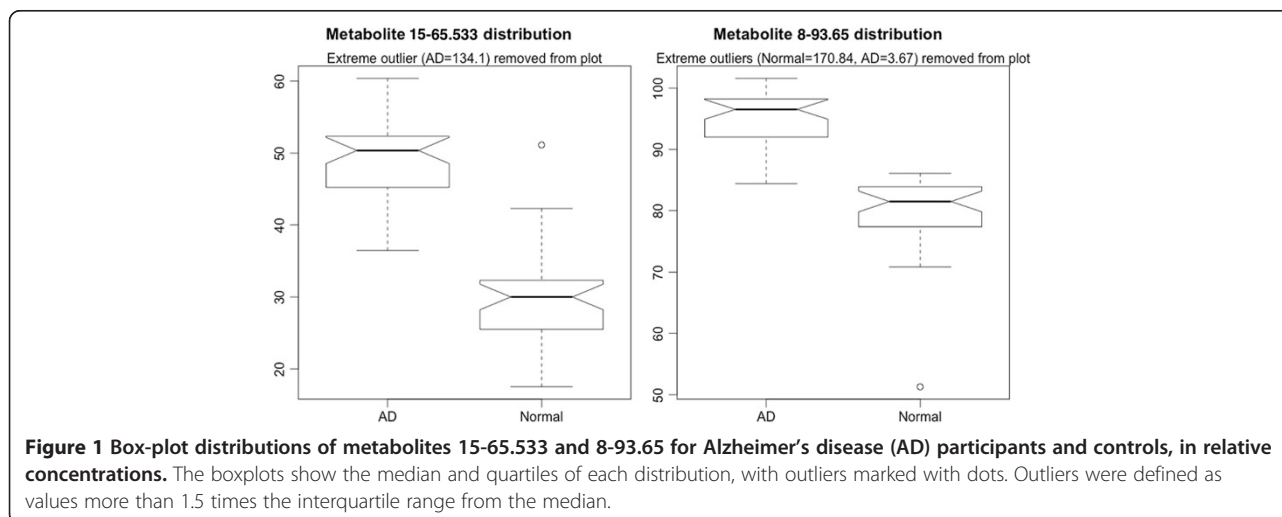 Metabolite 15-65.533 distribution
Extreme outlier (AD=134.1) removed from plot
60
50
40
30
20
AD
Normal
Metabolite 8-93.65 distribution
Extreme outliers (Normal=170.84, AD=3.67) removed from plot
100
90
80
70
60
50
AD
Normal
Figure 1 Box-plot distributions of metabolites 15-65.533 and 8-93.65 for Alzheimer's disease (AD) participants and controls, in relative
concentrations. The boxplots show the median and quartiles of each distribution, with outliers marked with dots. Outliers were defined as
values more than 1.5 times the interquartile range from the median.